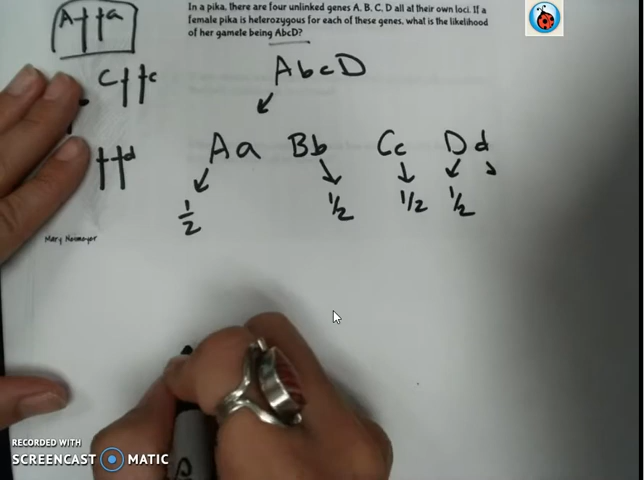 In a pika, there are four unlinked genes A, B, C, D all at their own loci. If a
female pika is heterozygous for each of these genes, what is the likelihood
of her gamete being AbcD?
A a
C c
d
AbcD
Aa Bb Cc Dd
1/2 1/2 1/2 1/2
Mary Neimeyer
RECORDED WITH
SCREENCAST MATIC